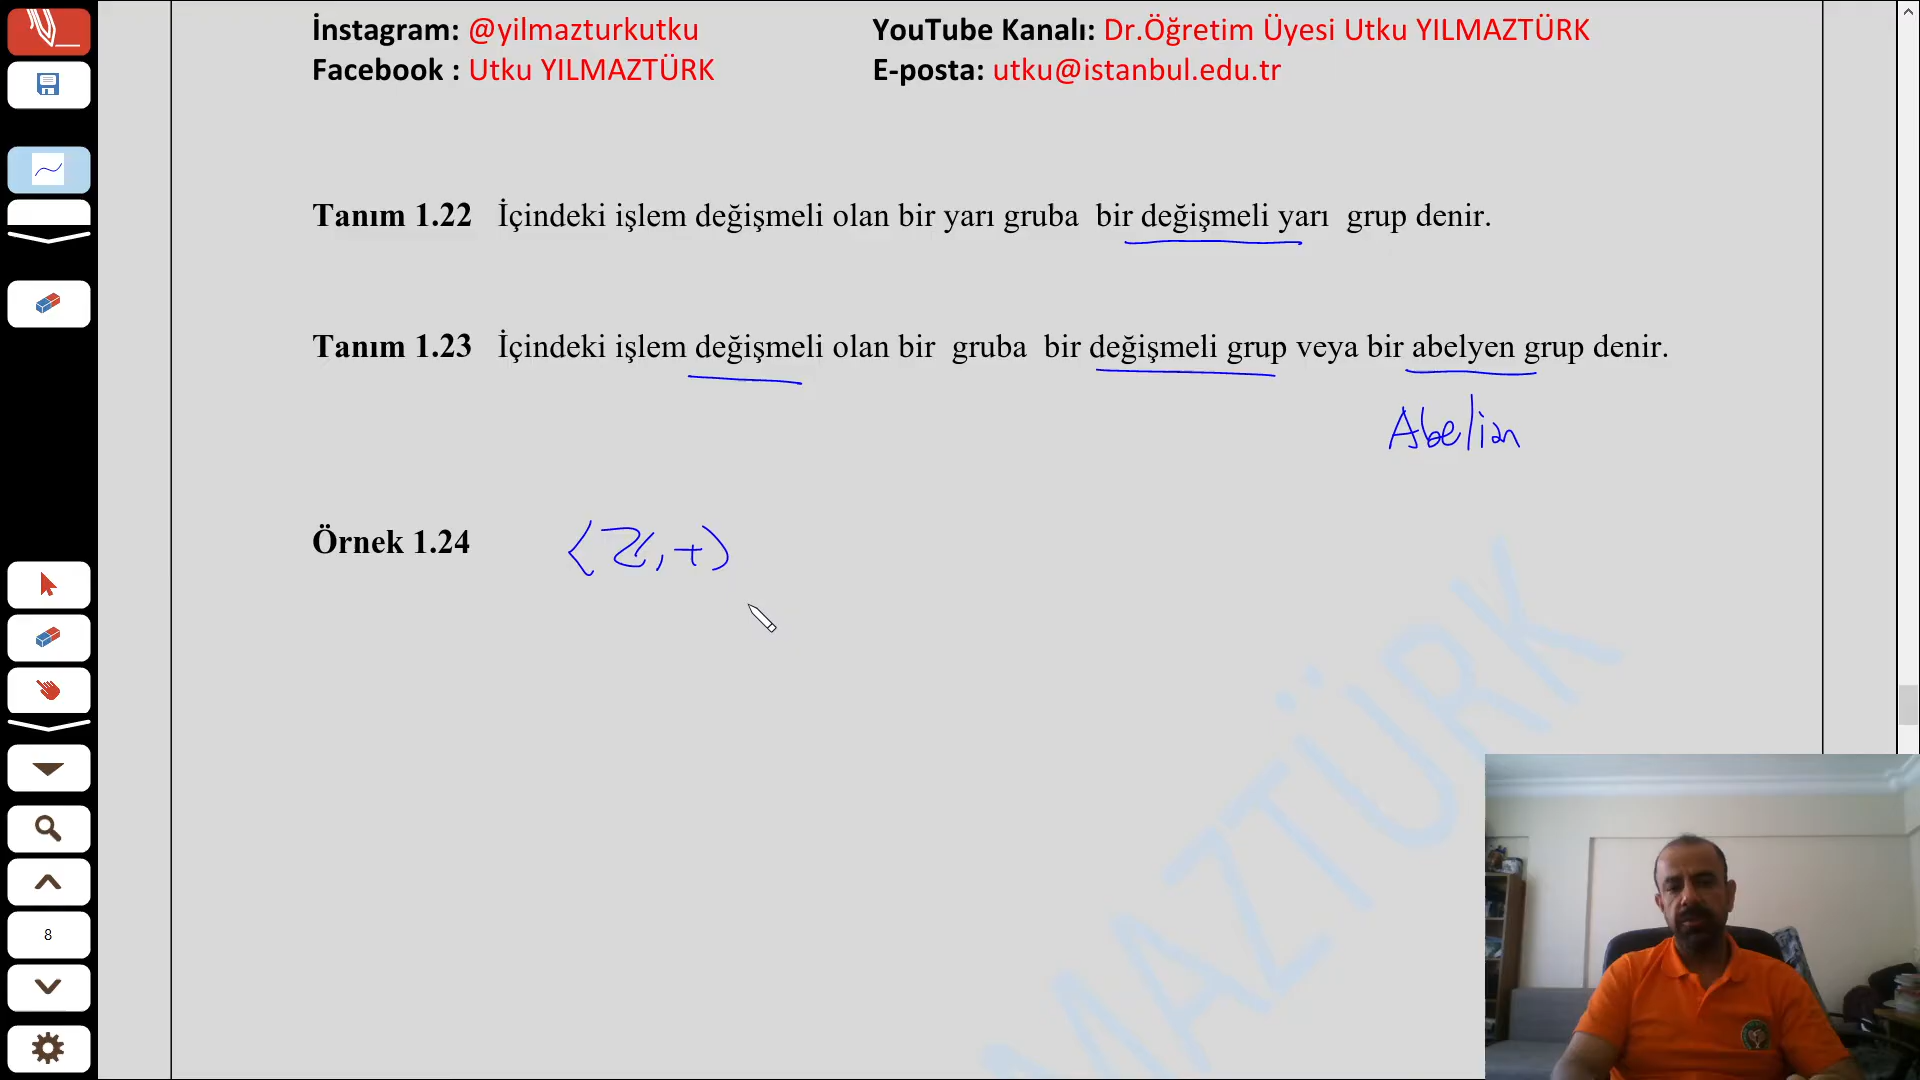 İnstagram: @yilmazturkutku YouTube Kanalı: Dr.Öğretim Üyesi Utku YILMAZTÜRK
Facebook : Utku YILMAZTÜRK E-posta: utku@istanbul.edu.tr
Tanım 1.22 İçindeki işlem değişmeli olan bir yarı gruba bir değişmeli yarı grup denir.
Tanım 1.23 İçindeki işlem değişmeli olan bir gruba bir değişmeli grup veya bir abelyen grup denir.
Abelian
Örnek 1.24 (ℤ,+)
MAZTÜRK
8